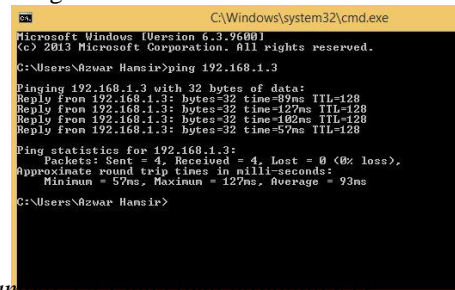 C:\Windows\system32\cmd.exe
Microsoft Windows [Version 6.3.9600]
(c) 2013 Microsoft Corporation. All rights reserved.
C:\Users\Azwar Hamsir>ping 192.168.1.3
Pinging 192.168.1.3 with 32 bytes of data:
Reply from 192.168.1.3: bytes=32 time=89ms TTL=128
Reply from 192.168.1.3: bytes=32 time=127ms TTL=128
Reply from 192.168.1.3: bytes=32 time=102ms TTL=128
Reply from 192.168.1.3: bytes=32 time=57ms TTL=128
Ping statistics for 192.168.1.3:
Packets: Sent = 4, Received = 4, Lost = 0 (0% loss),
Approximate round trip times in milli-seconds:
Minimum = 57ms, Maximum = 127ms, Average = 93ms
C:\Users\Azwar Hamsir>